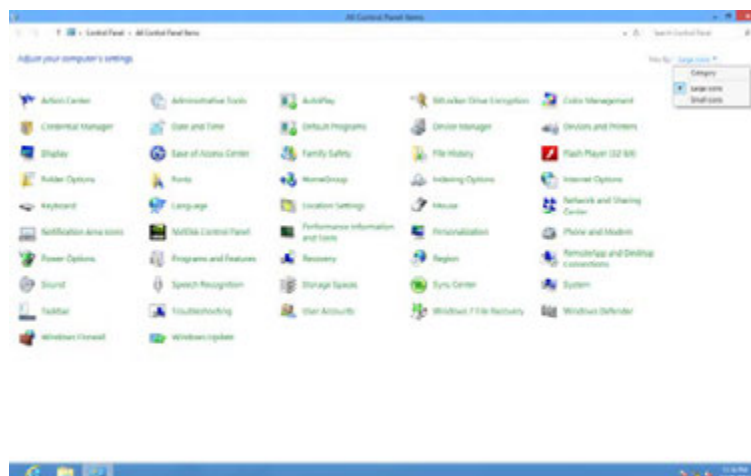 All Control Panel Items
Control Panel All Control Panel Items
Search Control Panel
Adjust your computer's settings
View by: Large icons
Category
Large icons
Small icons
Action Center
Administrative Tools
AutoPlay
BitLocker Drive Encryption
Color Management
Credential Manager
Date and Time
Default Programs
Device Manager
Devices and Printers
Display
Ease of Access Center
Family Safety
File History
Flash Player (32-bit)
Folder Options
Fonts
HomeGroup
Indexing Options
Internet Options
Keyboard
Language
Location Settings
Mouse
Network and Sharing
Center
Notification Area Icons
NVIDIA Control Panel
Performance Information
and Tools
Personalization
Phone and Modem
Power Options
Programs and Features
Recovery
Region
RemoteApp and Desktop
Connections
Sound
Speech Recognition
Storage Spaces
Sync Center
System
Taskbar
Troubleshooting
User Accounts
Windows 7 File Recovery
Windows Defender
Windows Firewall
Windows Update